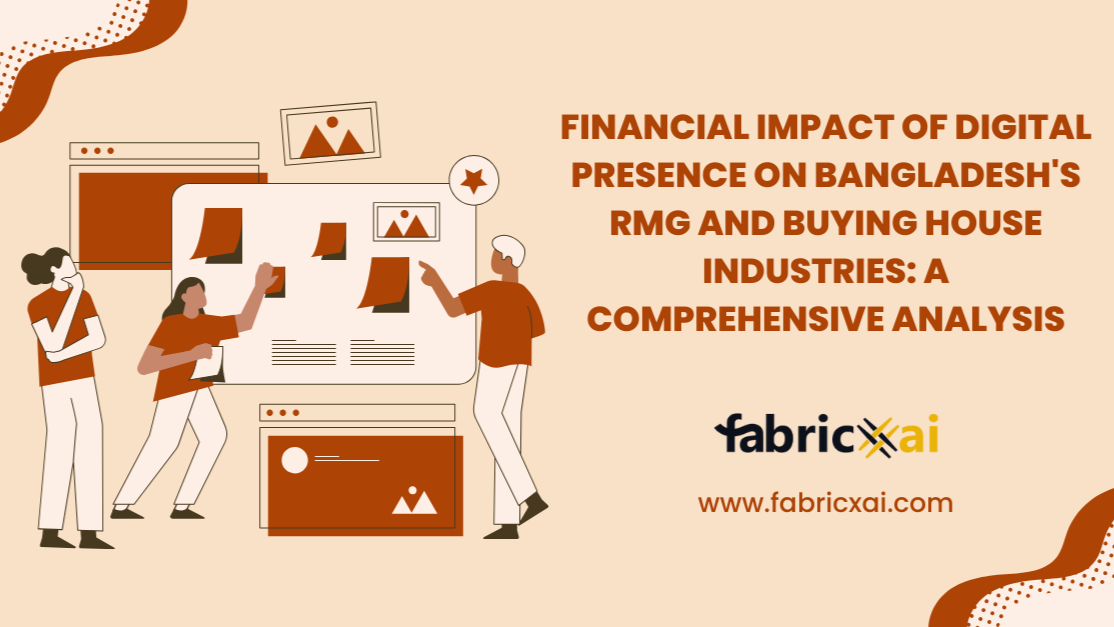 FINANCIAL IMPACT OF DIGITAL
PRESENCE ON BANGLADESH'S
RMG AND BUYING HOUSE
INDUSTRIES: A
COMPREHENSIVE ANALYSIS
fabricxai
www.fabricxai.com